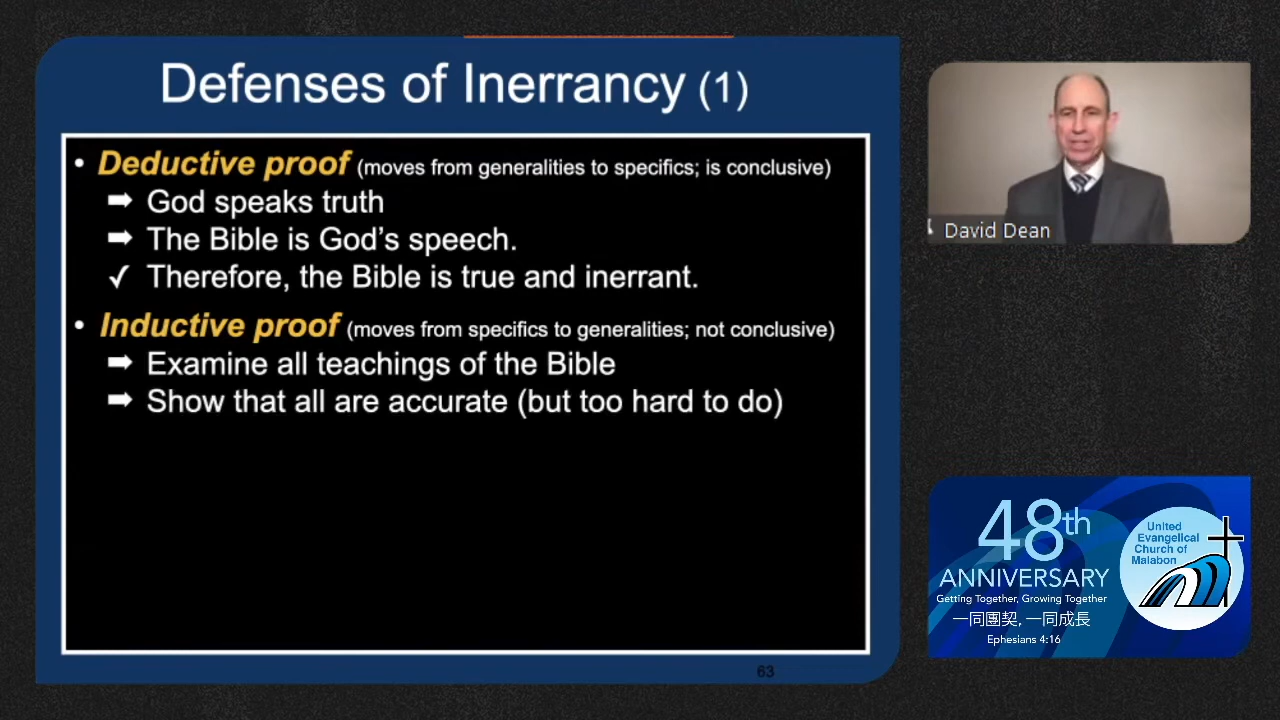 Defenses of Inerrancy (1)
• Deductive proof (moves from generalities to specifics; is conclusive)
➡ God speaks truth
➡ The Bible is God's speech.
✓ Therefore, the Bible is true and inerrant.
• Inductive proof (moves from specifics to generalities; not conclusive)
➡ Examine all teachings of the Bible
➡ Show that all are accurate (but too hard to do)
63
David Dean
48th
ANNIVERSARY
Getting Together, Growing Together
一同團契, 一同成長
Ephesians 4:16
United
Evangelical
Church of
Malabon